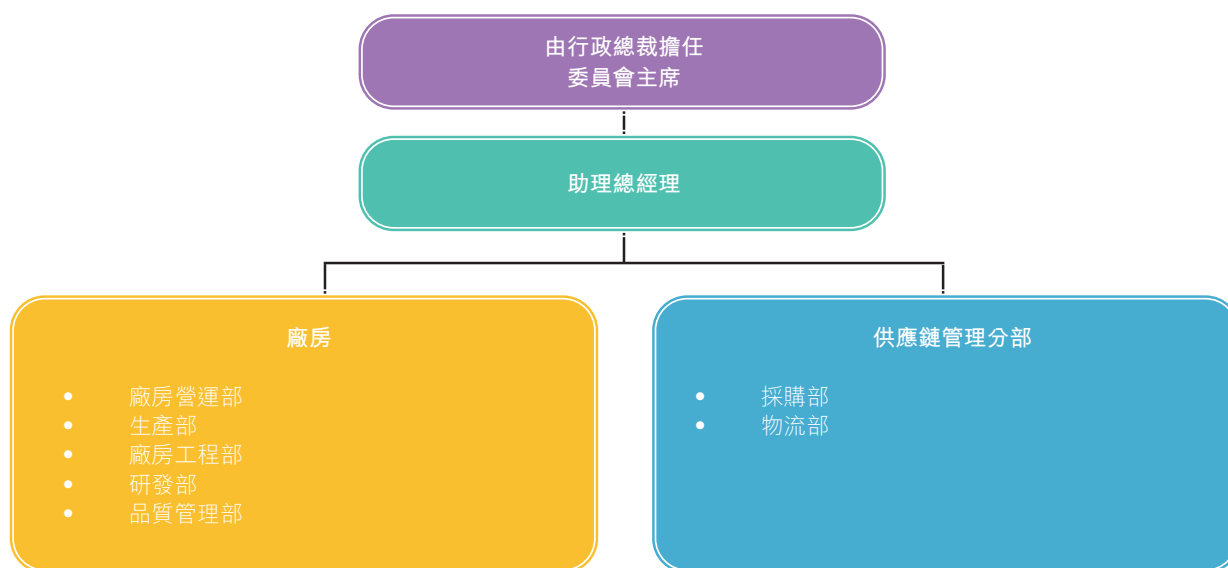 由行政總裁擔任
委員會主席
助理總經理
廠房
• 廠房營運部
• 生產部
• 廠房工程部
• 研發部
• 品質管理部
供應鏈管理分部
• 採購部
• 物流部